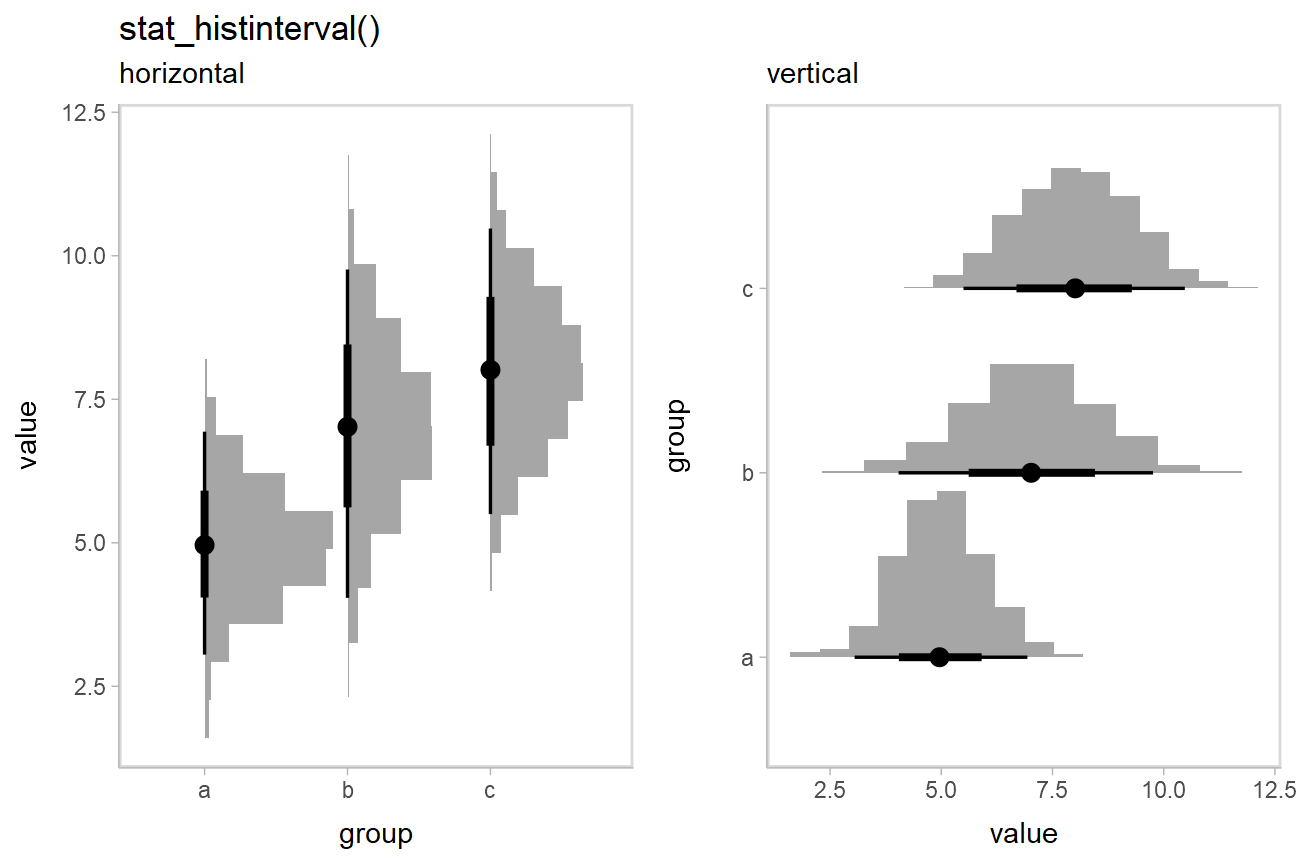 stat_histinterval()
horizontal
12.5
10.0
7.5
5.0
2.5
value
a b c
group
vertical
c
b
a
group
2.5 5.0 7.5 10.0 12.5
value